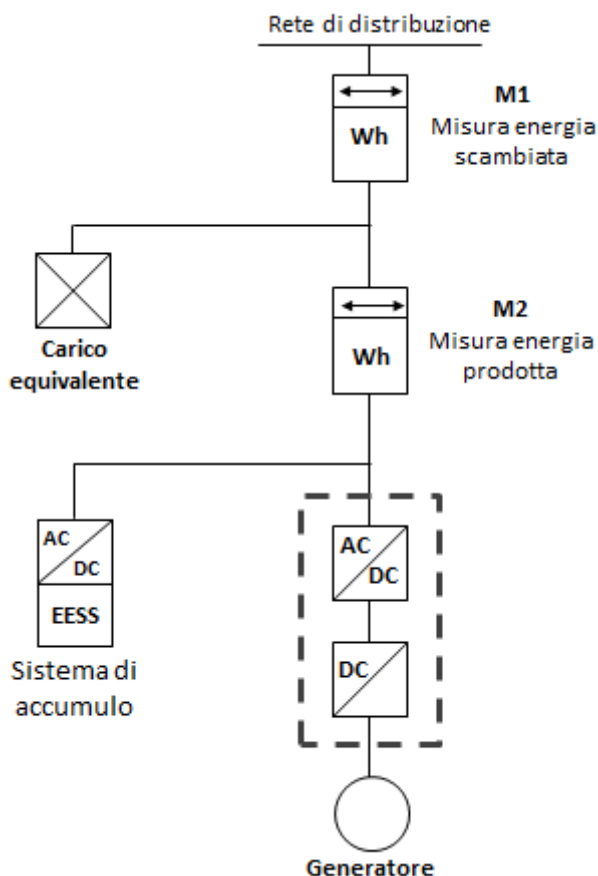 Rete di distribuzione
Wh
M1
Misura energia
scambiata
Carico
equivalente
Wh
M2
Misura energia
prodotta
AC
DC
EESS
Sistema di
accumulo
AC
DC
DC
Generatore